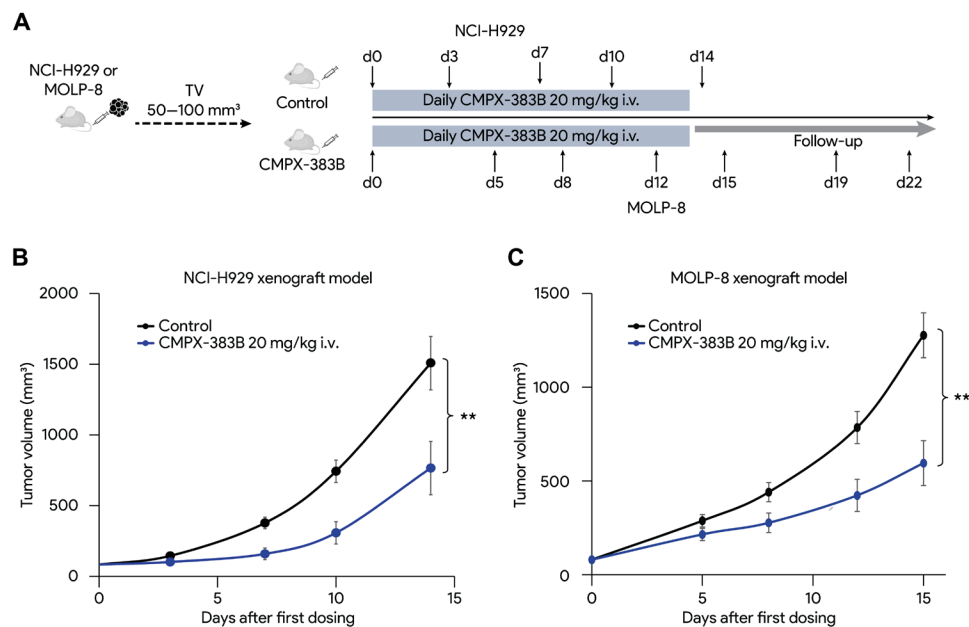 A
NCI-H929
d0 d3 d7 d10 d14
NCI-H929 or
MOLP-8
TV
50–100 mm³
Control
Daily CMPX-383B 20 mg/kg i.v.
Daily CMPX-383B 20 mg/kg i.v.
CMPX-383B
Follow-up
d0 d5 d8 d12 d15 d19 d22
MOLP-8
B
NCI-H929 xenograft model
2000
1500
1000
500
0
Tumor volume (mm³)
Control
CMPX-383B 20 mg/kg i.v.
**
0 5 10 15
Days after first dosing
C
MOLP-8 xenograft model
1500
1000
500
0
Tumor volume (mm³)
Control
CMPX-383B 20 mg/kg i.v.
**
0 5 10 15
Days after first dosing